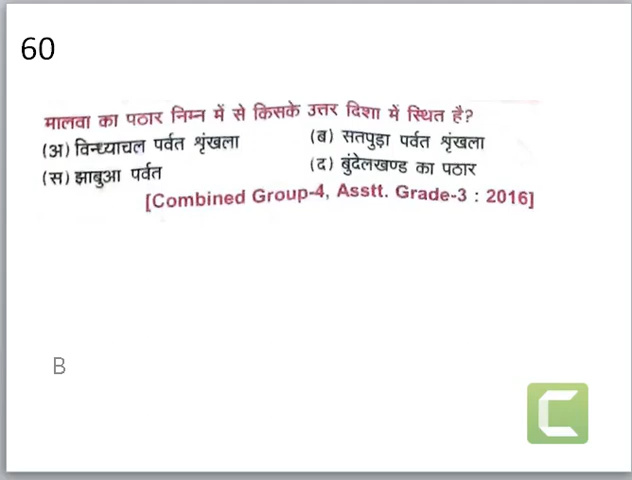 60
मालवा का पठार निम्न में से किसके उत्तर दिशा में स्थित है?
(अ) विन्ध्याचल पर्वत श्रृंखला (ब) सतपुड़ा पर्वत श्रृंखला
(स) झाबुआ पर्वत (द) बुंदेलखण्ड का पठार
[Combined Group-4, Asstt. Grade-3 : 2016]
B
C